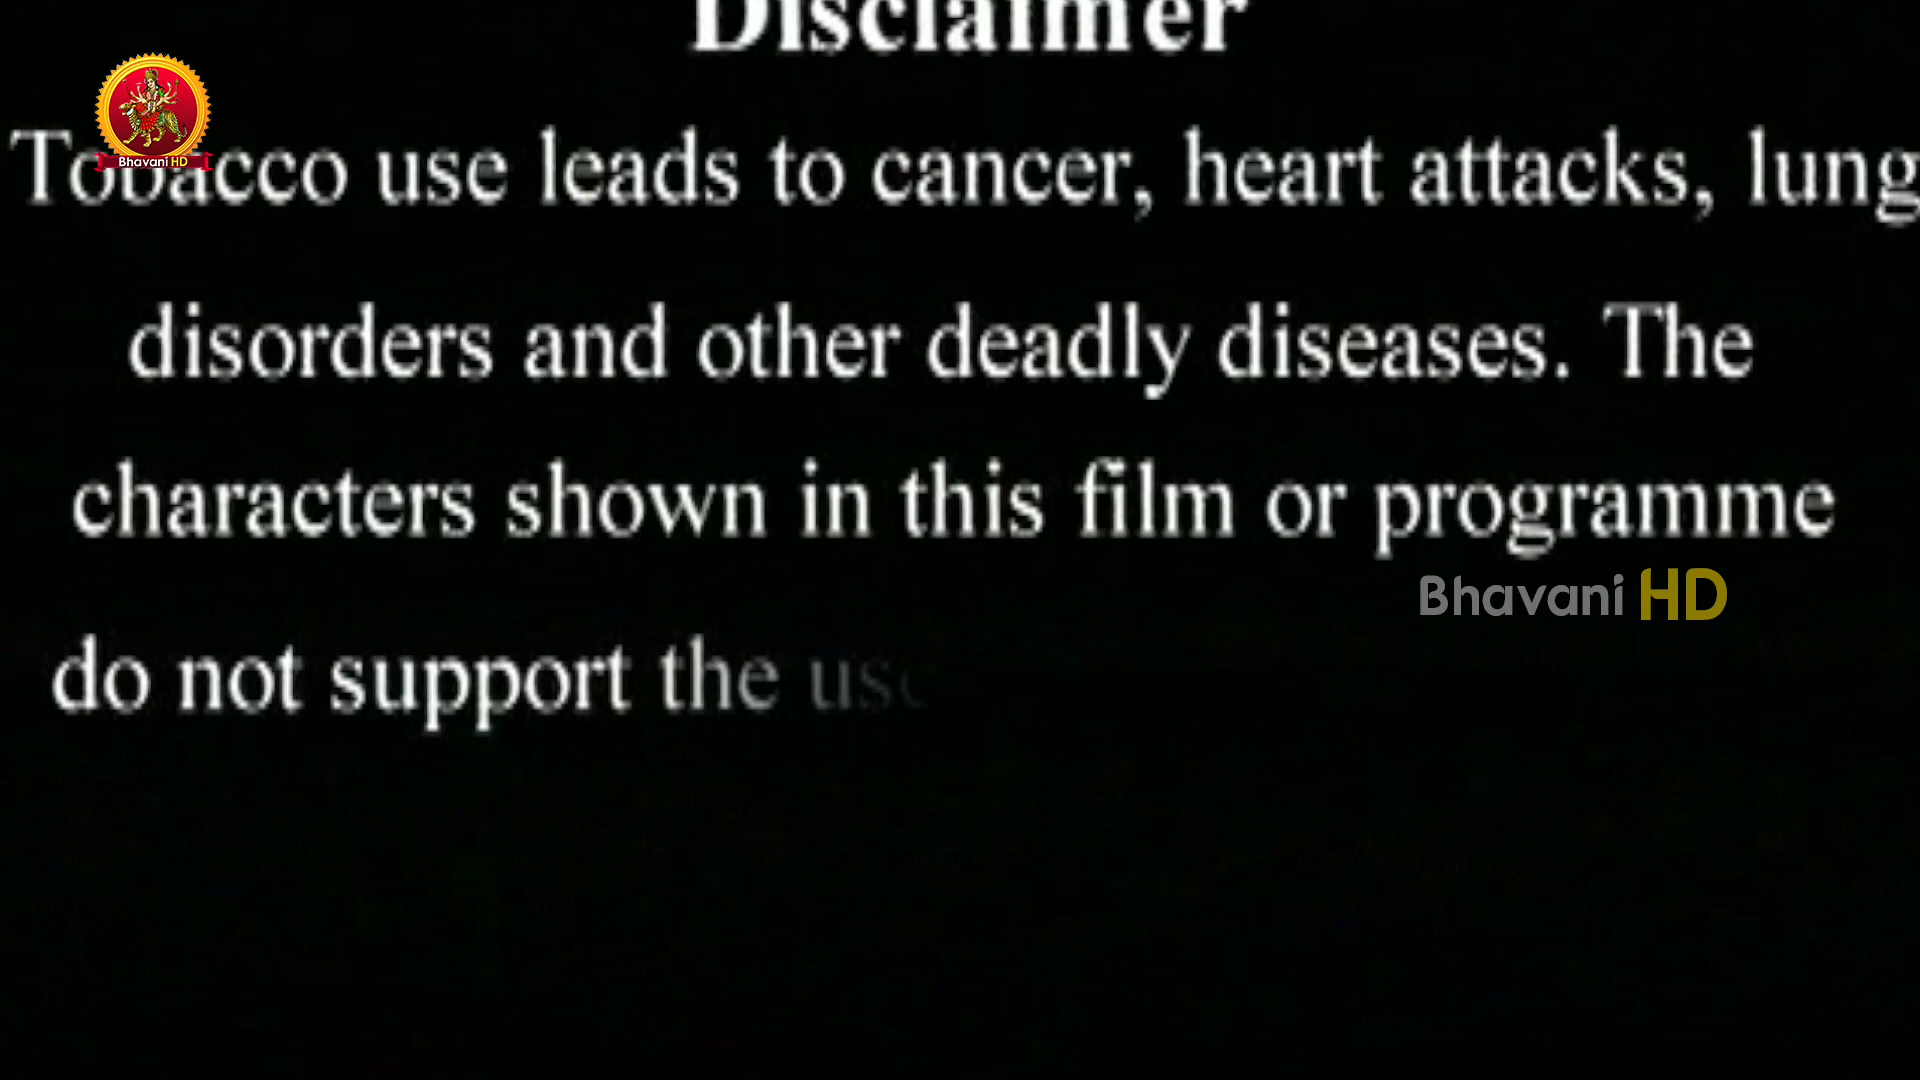 Disclaimer
Bhavani HD
Tobacco use leads to cancer, heart attacks, lung
disorders and other deadly diseases. The
characters shown in this film or programme
Bhavani HD
do not support the use